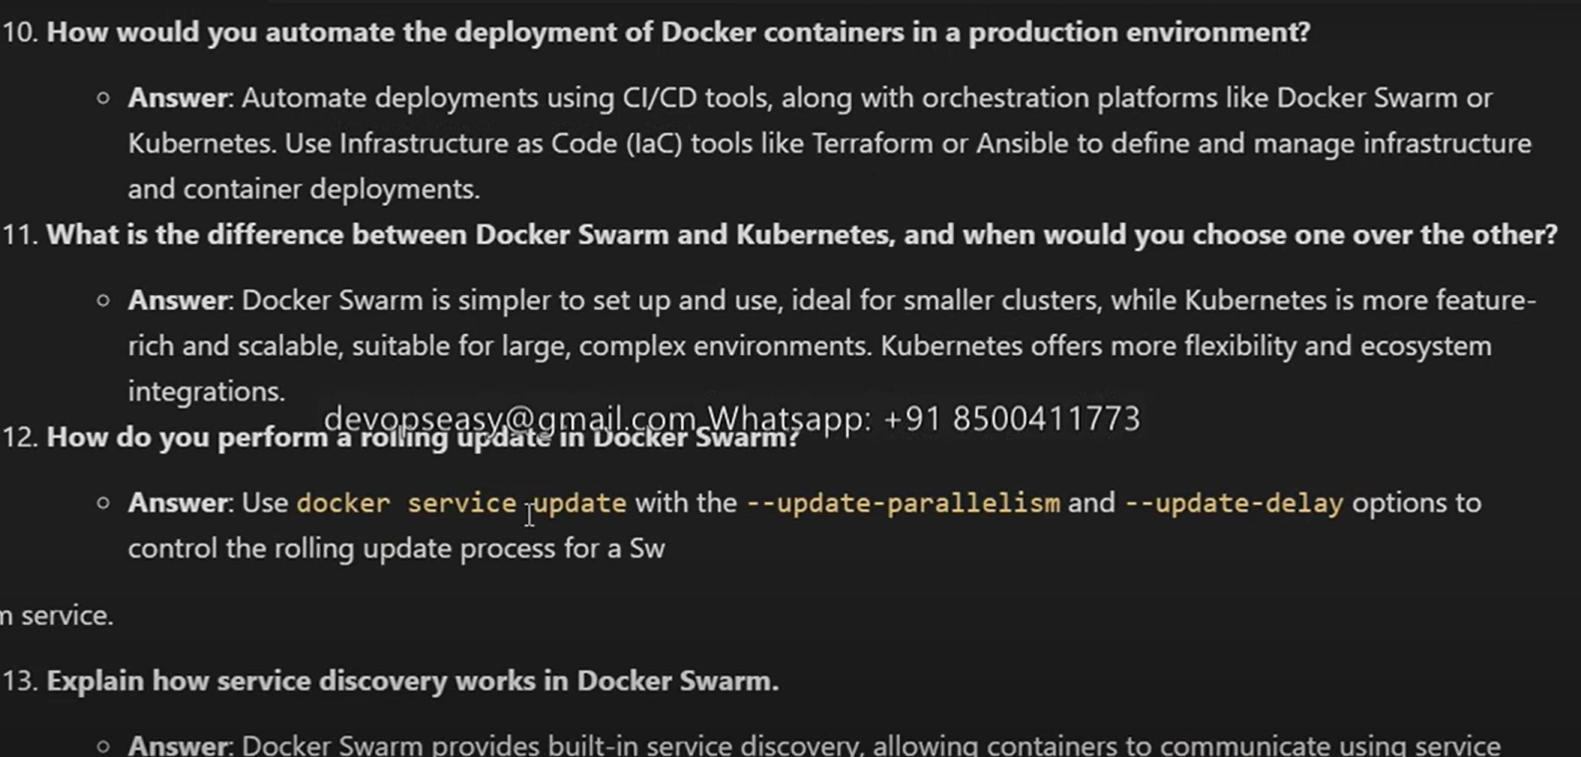 10. How would you automate the deployment of Docker containers in a production environment?
Answer: Automate deployments using CI/CD tools, along with orchestration platforms like Docker Swarm or
Kubernetes. Use Infrastructure as Code (IaC) tools like Terraform or Ansible to define and manage infrastructure
and container deployments.
11. What is the difference between Docker Swarm and Kubernetes, and when would you choose one over the other?
Answer: Docker Swarm is simpler to set up and use, ideal for smaller clusters, while Kubernetes is more feature-
rich and scalable, suitable for large, complex environments. Kubernetes offers more flexibility and ecosystem
integrations.
devopseasy@gmail.com Whatsapp: +91 8500411773
12. How do you perform a rolling update in Docker Swarm?
Answer: Use docker service update with the --update-parallelism and --update-delay options to
control the rolling update process for a Sw
m service.
13. Explain how service discovery works in Docker Swarm.
Answer: Docker Swarm provides built-in service discovery, allowing containers to communicate using service